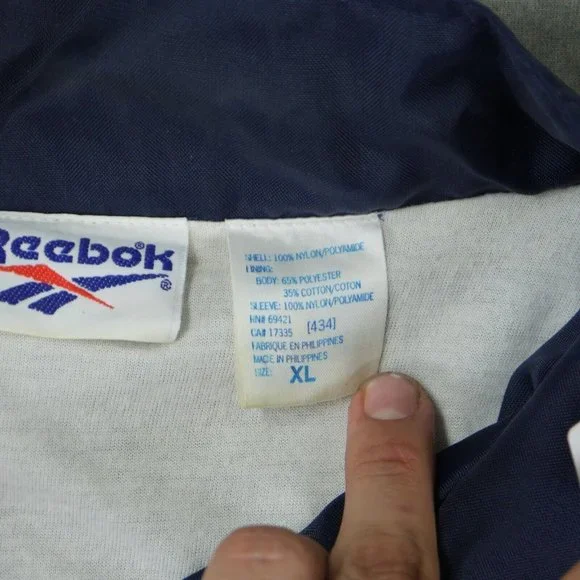 Reebok
®
SHELL: 100% NYLON/POLYAMIDE
LINING:
BODY: 65% POLYESTER
35% COTTON/COTON
SLEEVE: 100% NYLON/POLYAMIDE
RN# 69421
CA# 17335 [434]
FABRIQUE EN PHILIPPINES
MADE IN PHILIPPINES
SIZE: XL